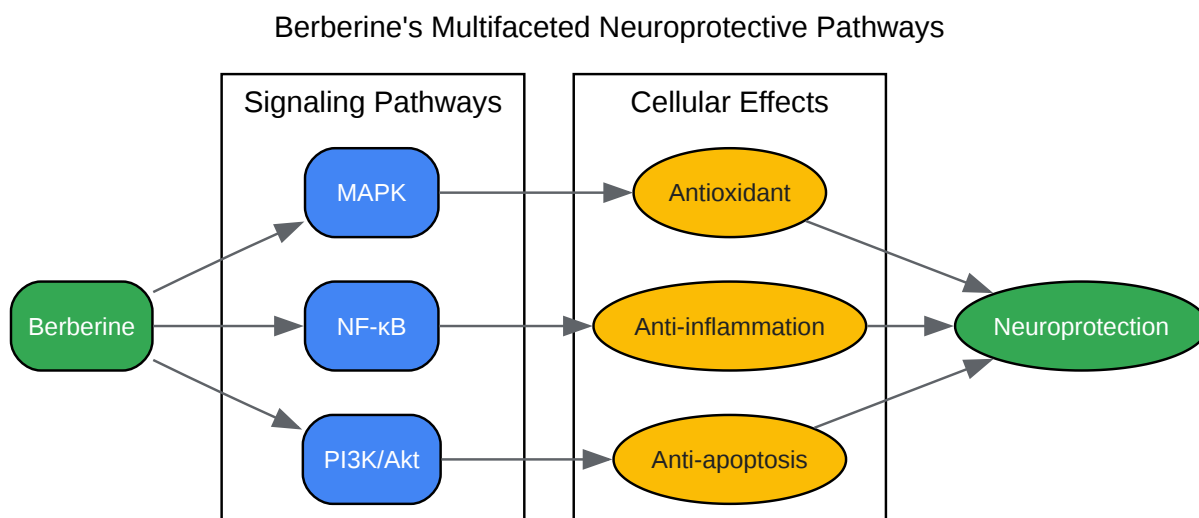 Berberine's Multifaceted Neuroprotective Pathways
Signaling Pathways
Cellular Effects
MAPK
Antioxidant
Berberine
NF-κB
Anti-inflammation
Neuroprotection
PI3K/Akt
Anti-apoptosis